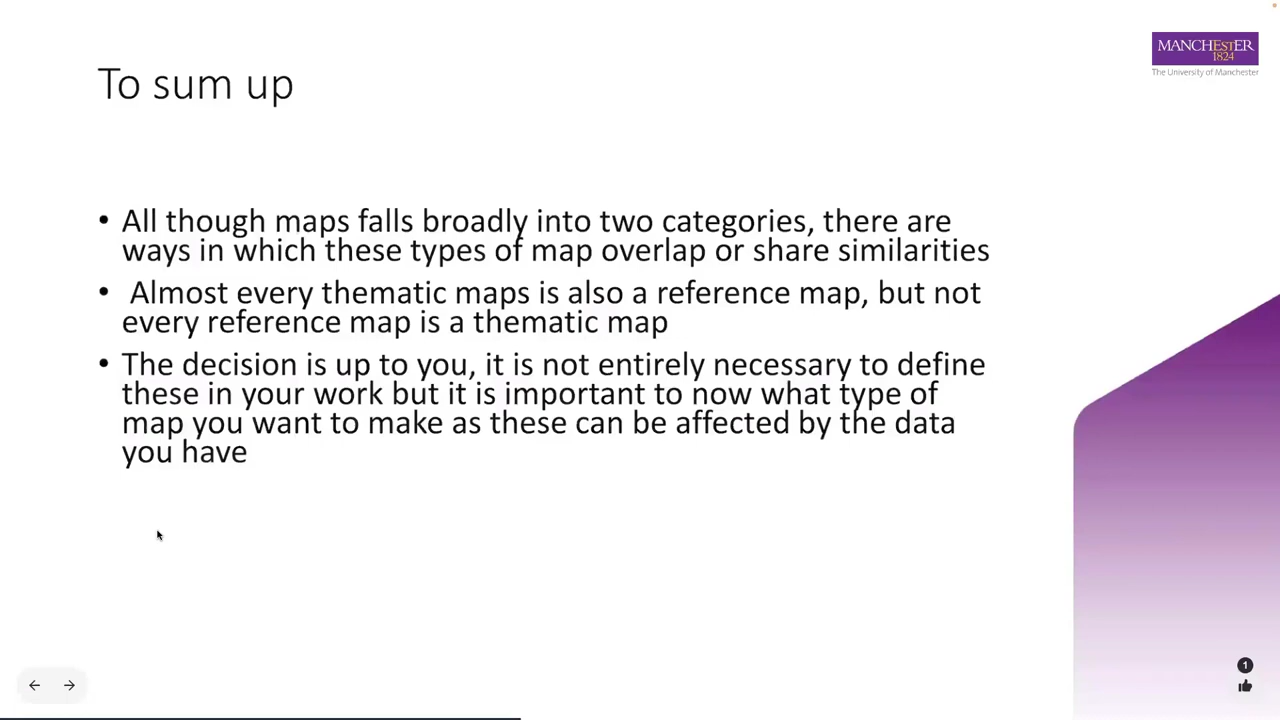 MANCHESTER
1824
The University of Manchester
To sum up
• All though maps falls broadly into two categories, there are
ways in which these types of map overlap or share similarities
• Almost every thematic maps is also a reference map, but not
every reference map is a thematic map
• The decision is up to you, it is not entirely necessary to define
these in your work but it is important to now what type of
map you want to make as these can be affected by the data
you have
1